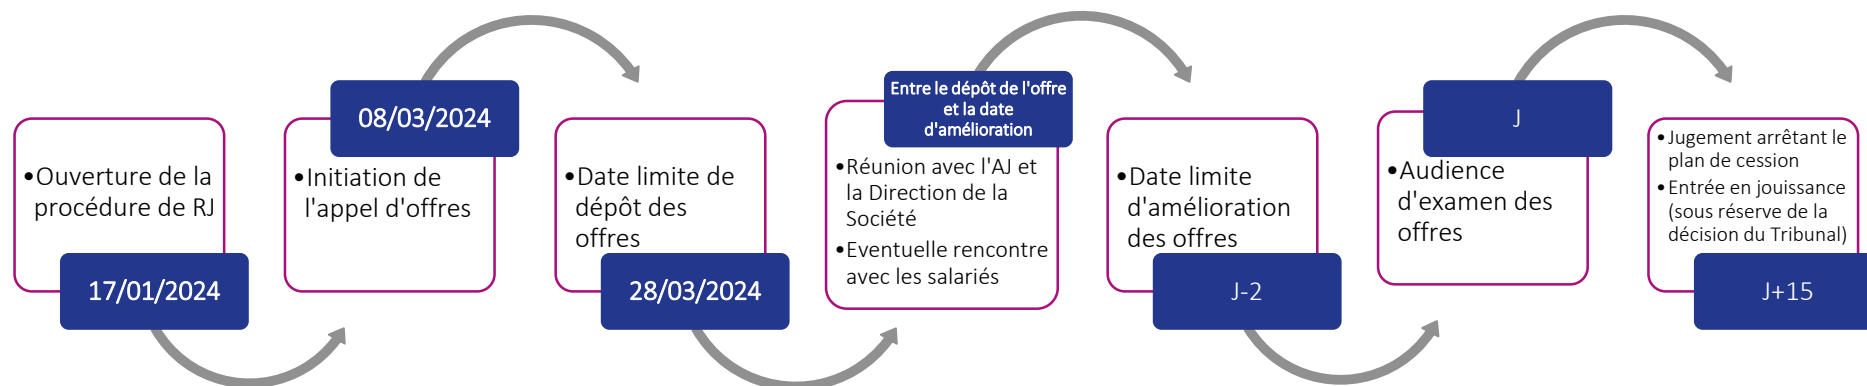 •Ouverture de la
procédure de RJ
17/01/2024
08/03/2024
•Initiation de
l'appel d'offres
•Date limite de
dépôt des
offres
28/03/2024
Entre le dépôt de l'offre
et la date
d'amélioration
•Réunion avec l'AJ et
la Direction de la
Société
•Eventuelle rencontre
avec les salariés
•Date limite
d'amélioration
des offres
J-2
J
•Audience
d'examen des
offres
•Jugement arrêtant le
plan de cession
•Entrée en jouissance
(sous réserve de la
décision du Tribunal)
J+15